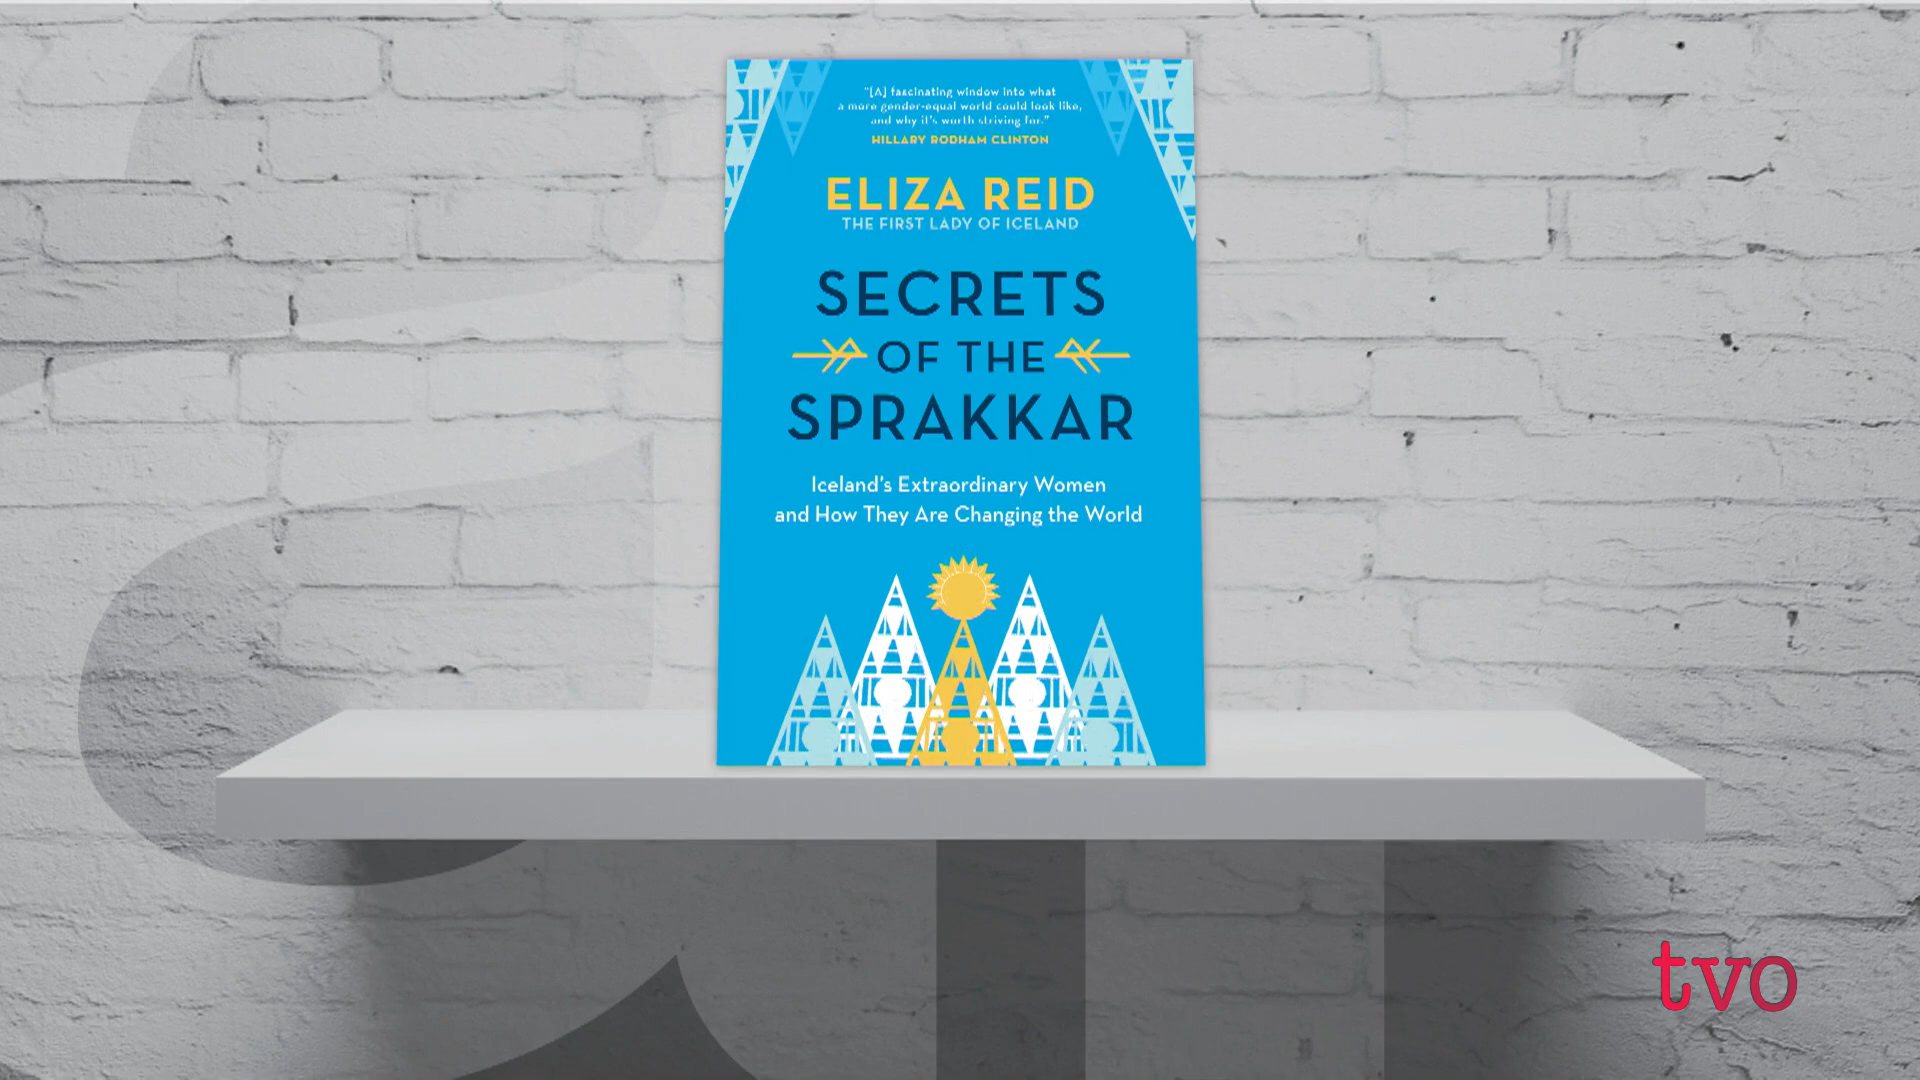 "[A] fascinating window into what
a more gender-equal world could look like,
and why it's worth striving for."
HILLARY RODHAM CLINTON
ELIZA REID
THE FIRST LADY OF ICELAND
SECRETS
OF THE
SPRAKKAR
Iceland's Extraordinary Women
and How They Are Changing the World
tvo